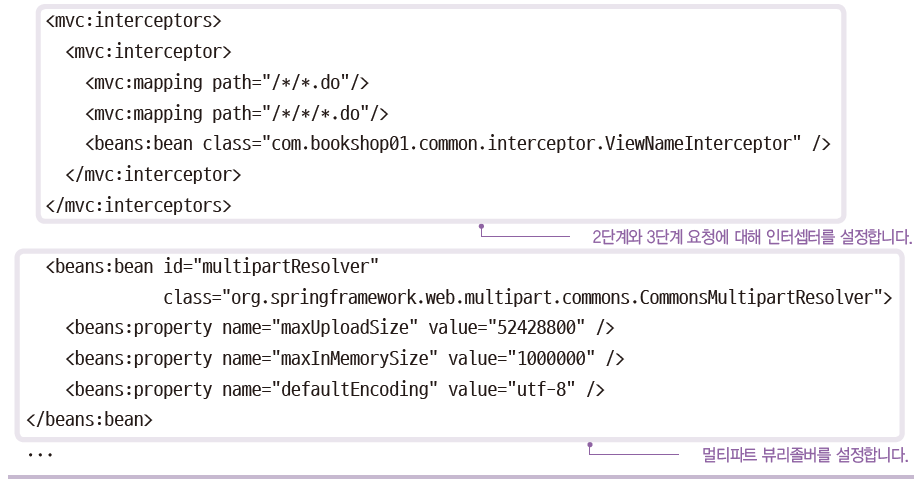 <mvc:interceptors>
<mvc:interceptor>
<mvc:mapping path="/*/*.do"/>
<mvc:mapping path="/*/*/*.do"/>
<beans:bean class="com.bookshop01.common.interceptor.ViewNameInterceptor" />
</mvc:interceptor>
</mvc:interceptors>
2단계와 3단계 요청에 대해 인터셉터를 설정합니다.
<beans:bean id="multipartResolver"
class="org.springframework.web.multipart.commons.CommonsMultipartResolver">
<beans:property name="maxUploadSize" value="52428800" />
<beans:property name="maxInMemorySize" value="1000000" />
<beans:property name="defaultEncoding" value="utf-8" />
</beans:bean>
...
멀티파트 뷰리졸버를 설정합니다.